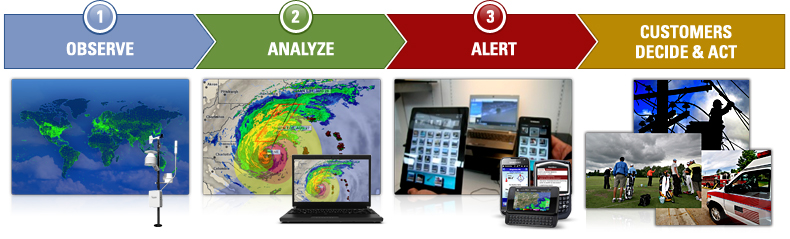 1
OBSERVE
2
ANALYZE
3
ALERT
CUSTOMERS
DECIDE & ACT